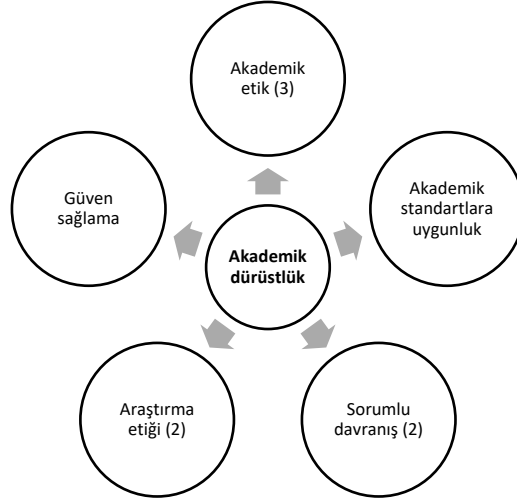 Akademik
etik (3)
Güven
sağlama
Akademik
standartlara
uygunluk
Akademik
dürüstlük
Araştırma
etiği (2)
Sorumlu
davranış (2)